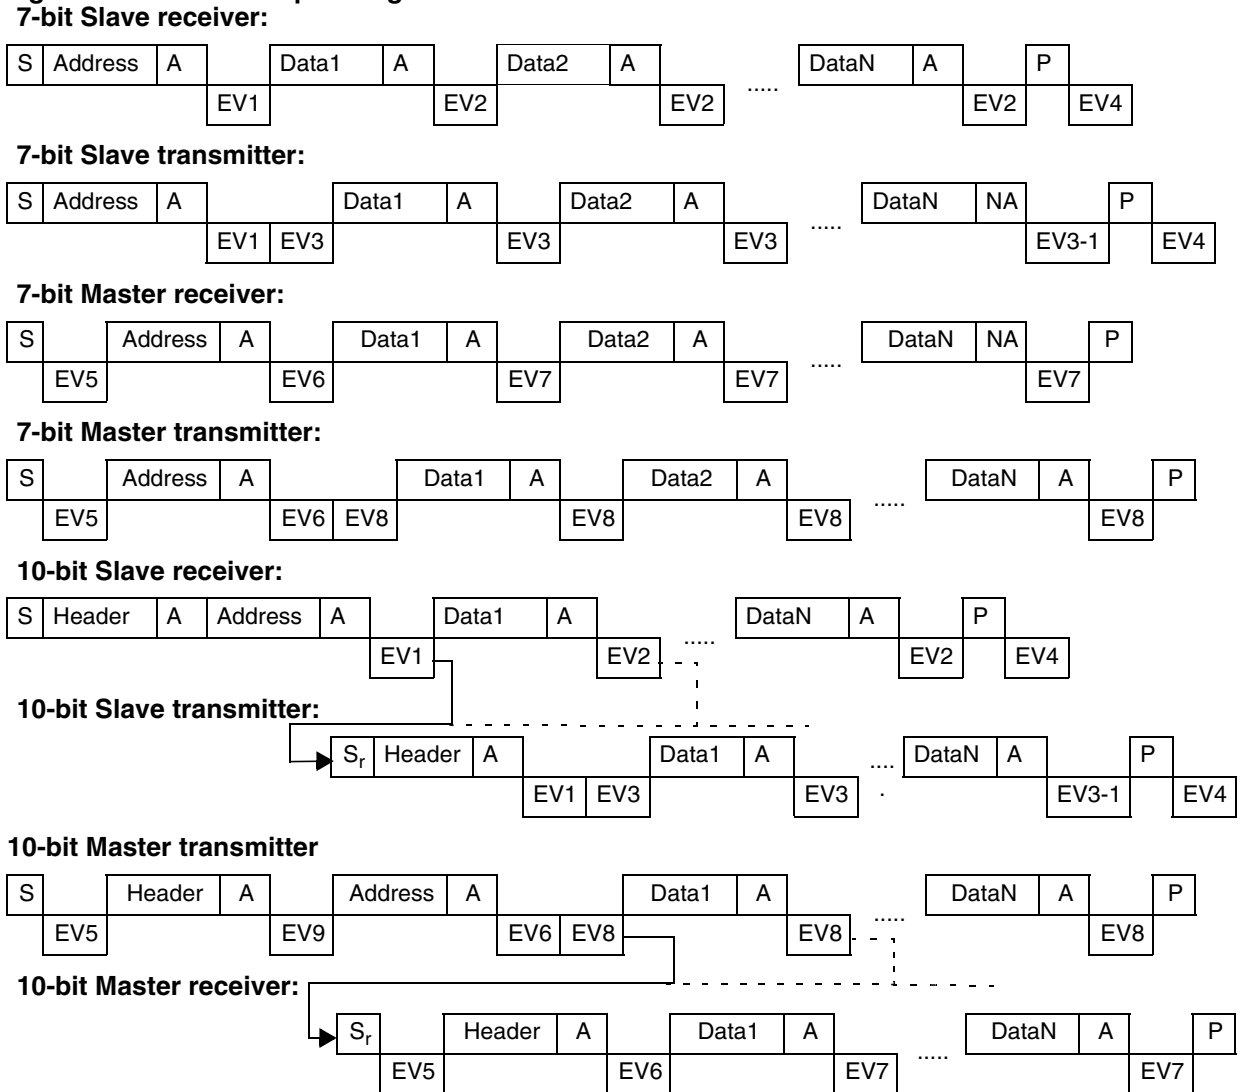 7-bit Slave receiver:
S Address A Data1 A Data2 A DataN A P
EV1 EV2 EV2 ..... EV2 EV4
7-bit Slave transmitter:
S Address A Data1 A Data2 A DataN NA P
EV1 EV3 EV3 EV3 ..... EV3-1 EV4
7-bit Master receiver:
S Address A Data1 A Data2 A DataN NA P
EV5 EV6 EV7 EV7 ..... EV7
7-bit Master transmitter:
S Address A Data1 A Data2 A DataN A P
EV5 EV6 EV8 EV8 EV8 ..... EV8
10-bit Slave receiver:
S Header A Address A Data1 A DataN A P
EV1 EV2 ..... EV2 EV4
10-bit Slave transmitter:
Sr Header A Data1 A .... DataN A P
EV1 EV3 EV3 . EV3-1 EV4
10-bit Master transmitter
S Header A Address A Data1 A DataN A P
EV5 EV9 EV6 EV8 EV8 ..... EV8
10-bit Master receiver:
Sr Header A Data1 A DataN A P
EV5 EV6 EV7 ..... EV7